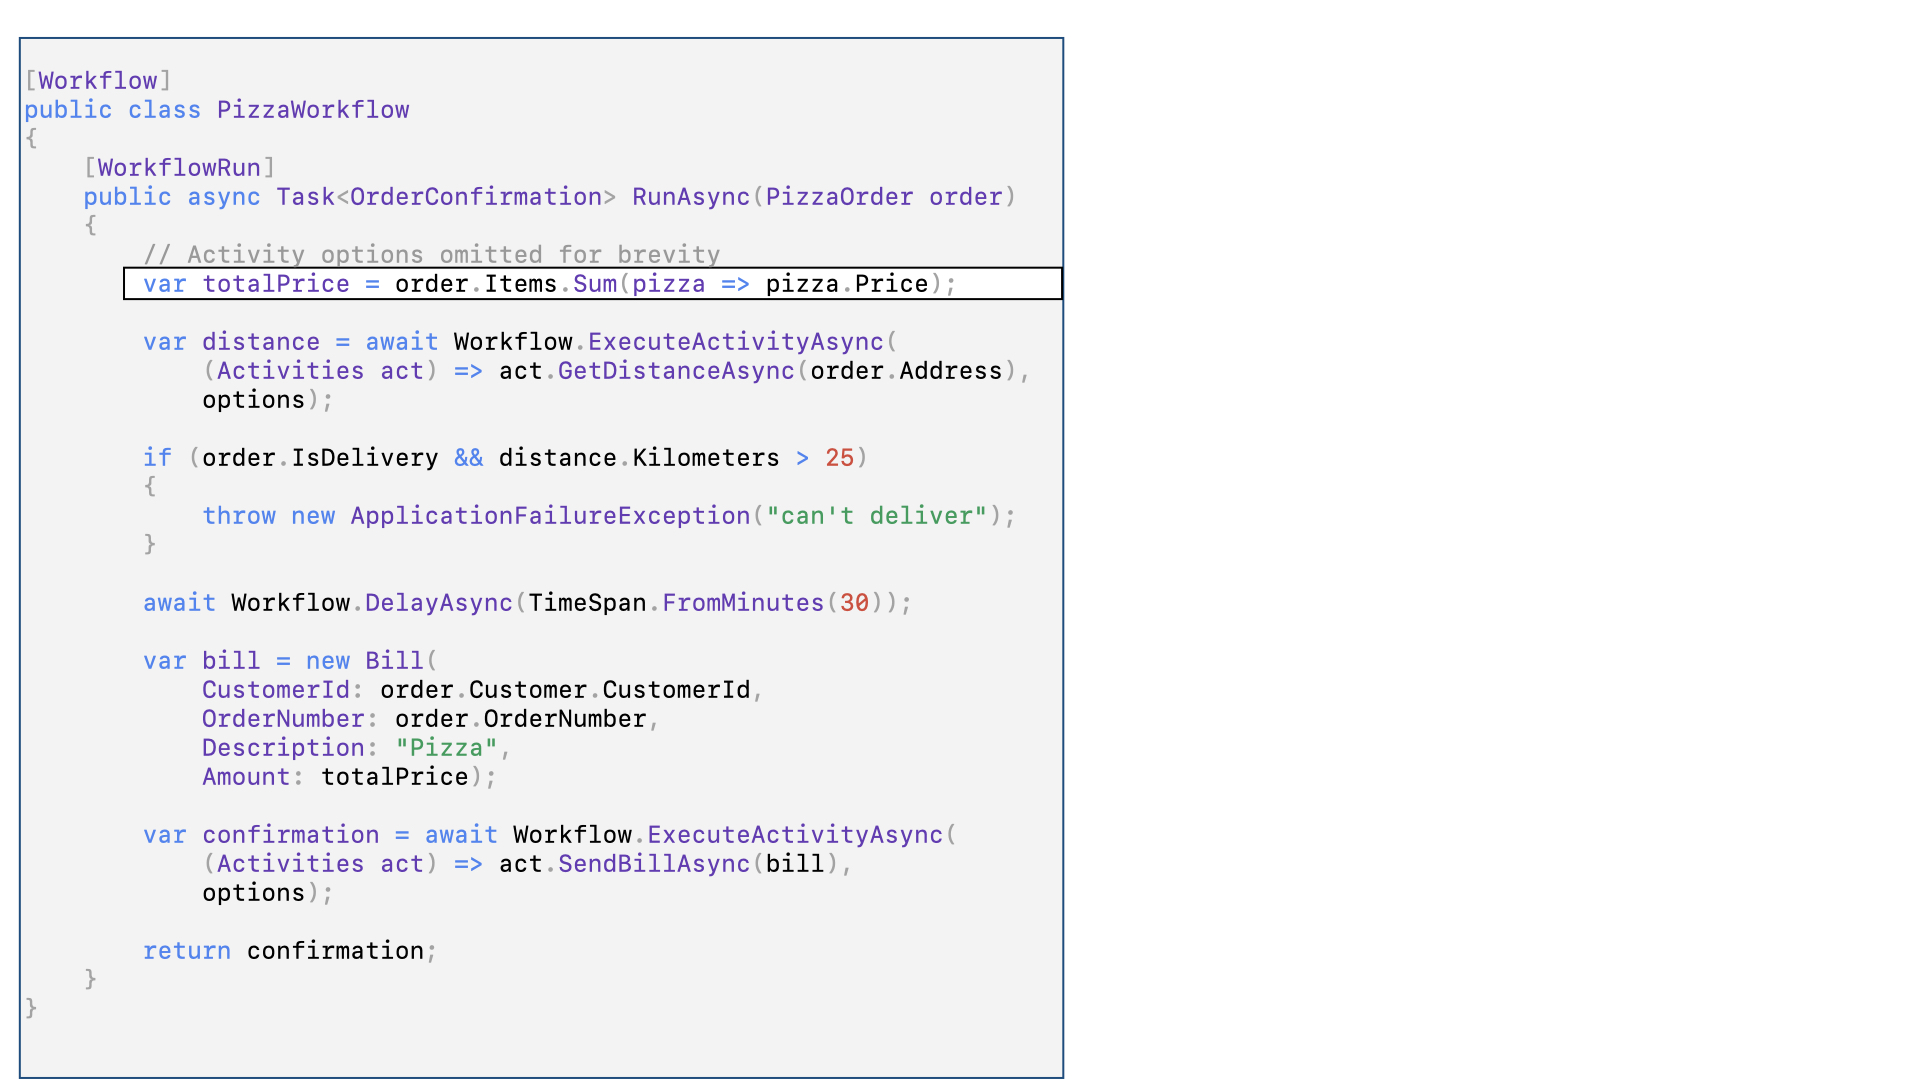 [Workflow]
public class PizzaWorkflow
{
    [WorkflowRun]
    public async Task<OrderConfirmation> RunAsync(PizzaOrder order)
    {
        // Activity options omitted for brevity
        var totalPrice = order.Items.Sum(pizza => pizza.Price);

        var distance = await Workflow.ExecuteActivityAsync(
            (Activities act) => act.GetDistanceAsync(order.Address),
            options);

        if (order.IsDelivery && distance.Kilometers > 25)
        {
            throw new ApplicationFailureException("can't deliver");
        }

        await Workflow.DelayAsync(TimeSpan.FromMinutes(30));

        var bill = new Bill(
            CustomerId: order.Customer.CustomerId,
            OrderNumber: order.OrderNumber,
            Description: "Pizza",
            Amount: totalPrice);

        var confirmation = await Workflow.ExecuteActivityAsync(
            (Activities act) => act.SendBillAsync(bill),
            options);

        return confirmation;
    }
}